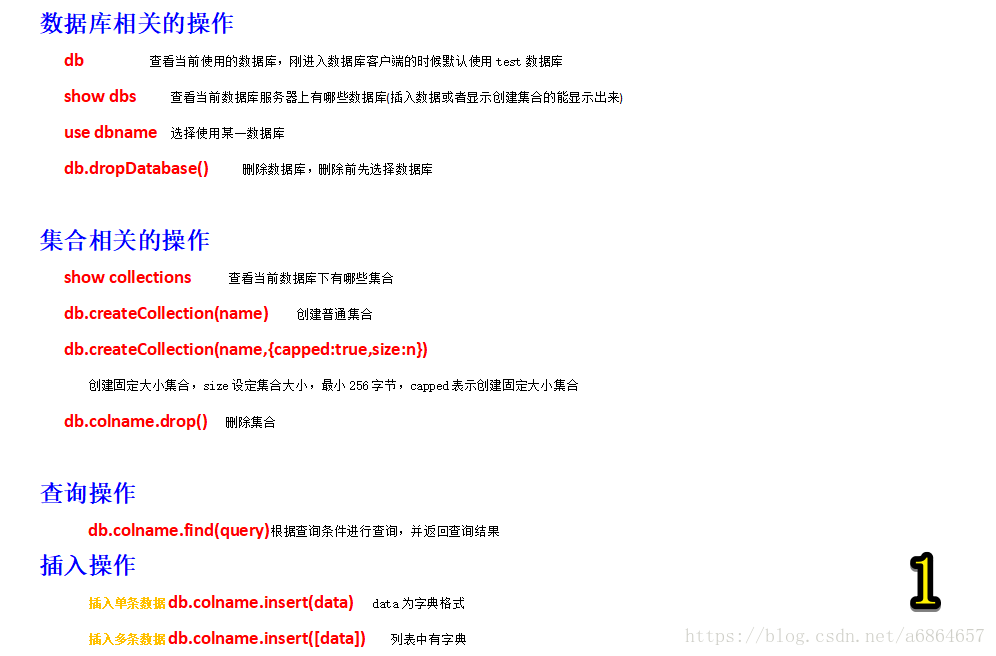 数据库相关的操作
db 查看当前使用的数据库，刚进入数据库客户端的时候默认使用 test 数据库
show dbs 查看当前数据库服务器上有哪些数据库(插入数据或者显示创建集合的能显示出来)
use dbname 选择使用某一数据库
db.dropDatabase() 删除数据库，删除前先选择数据库
集合相关的操作
show collections 查看当前数据库下有哪些集合
db.createCollection(name) 创建普通集合
db.createCollection(name,{capped:true,size:n})
创建固定大小集合，size 设定集合大小，最小 256 字节，capped 表示创建固定大小集合
db.colname.drop() 删除集合
查询操作
db.colname.find(query)根据查询条件进行查询，并返回查询结果
插入操作
插入单条数据 db.colname.insert(data) data 为字典格式
插入多条数据 db.colname.insert([data]) 列表中有字典
1
https://blog.csdn.net/a6864657